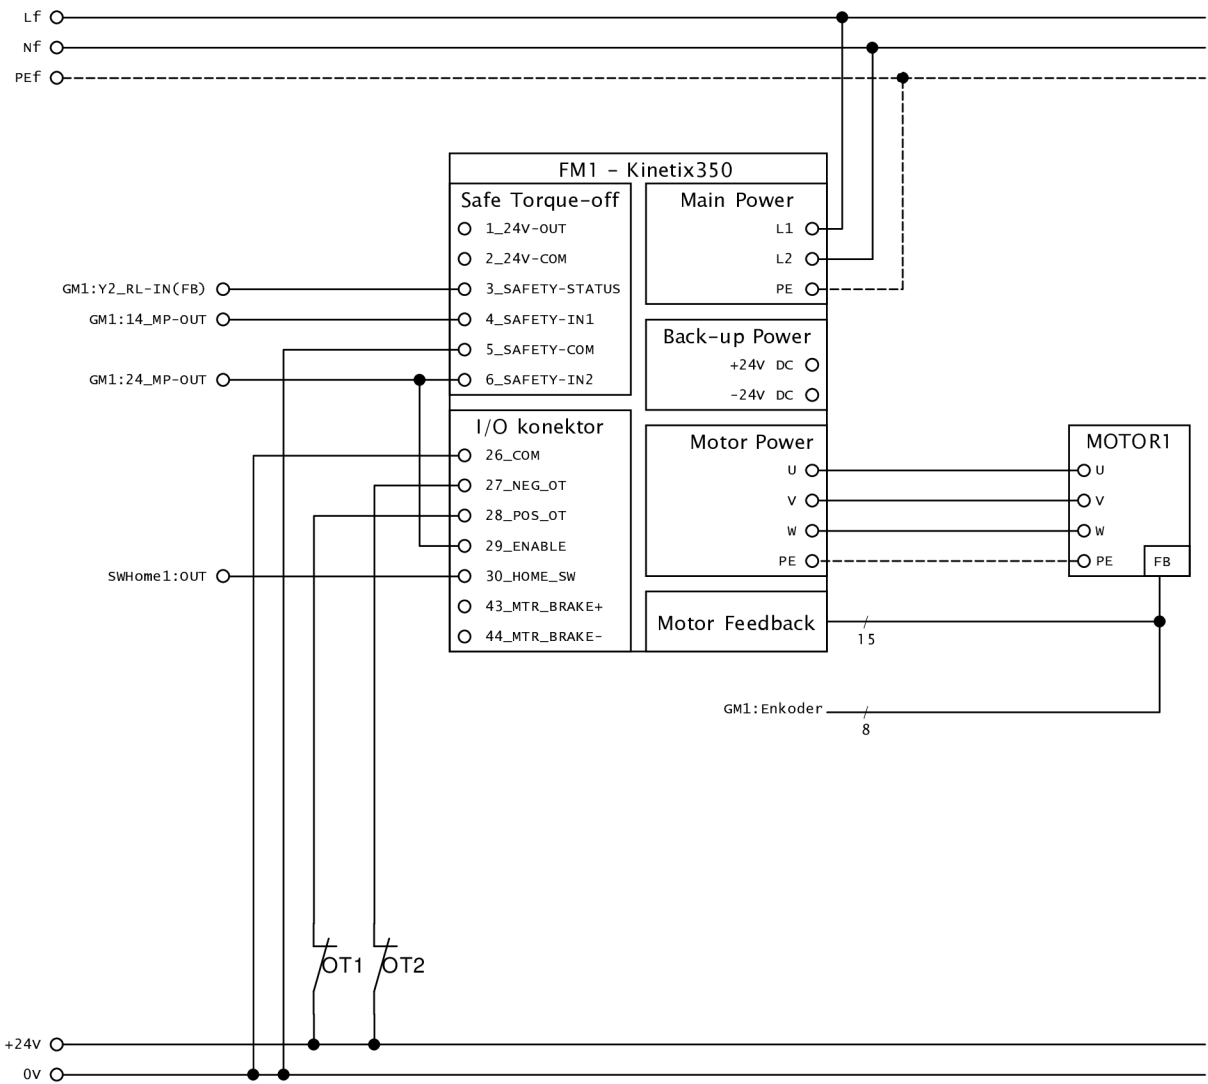 Lf
Nf
PEf
FM1 - Kinetix350
Safe Torque-off
1_24V-OUT
2_24V-COM
GM1:Y2_RL-IN(FB)
3_SAFETY-STATUS
GM1:14_MP-OUT
4_SAFETY-IN1
5_SAFETY-COM
GM1:24_MP-OUT
6_SAFETY-IN2
Main Power
L1
L2
PE
Back-up Power
+24V DC
-24V DC
I/O konektor
26_COM
27_NEG_OT
28_POS_OT
29_ENABLE
SWHome1:OUT
30_HOME_SW
43_MTR_BRAKE+
44_MTR_BRAKE-
Motor Power
U
V
W
PE
MOTOR1
U
V
W
PE
FB
Motor Feedback
15
GM1:Enkoder
8
OT1
OT2
+24V
0V